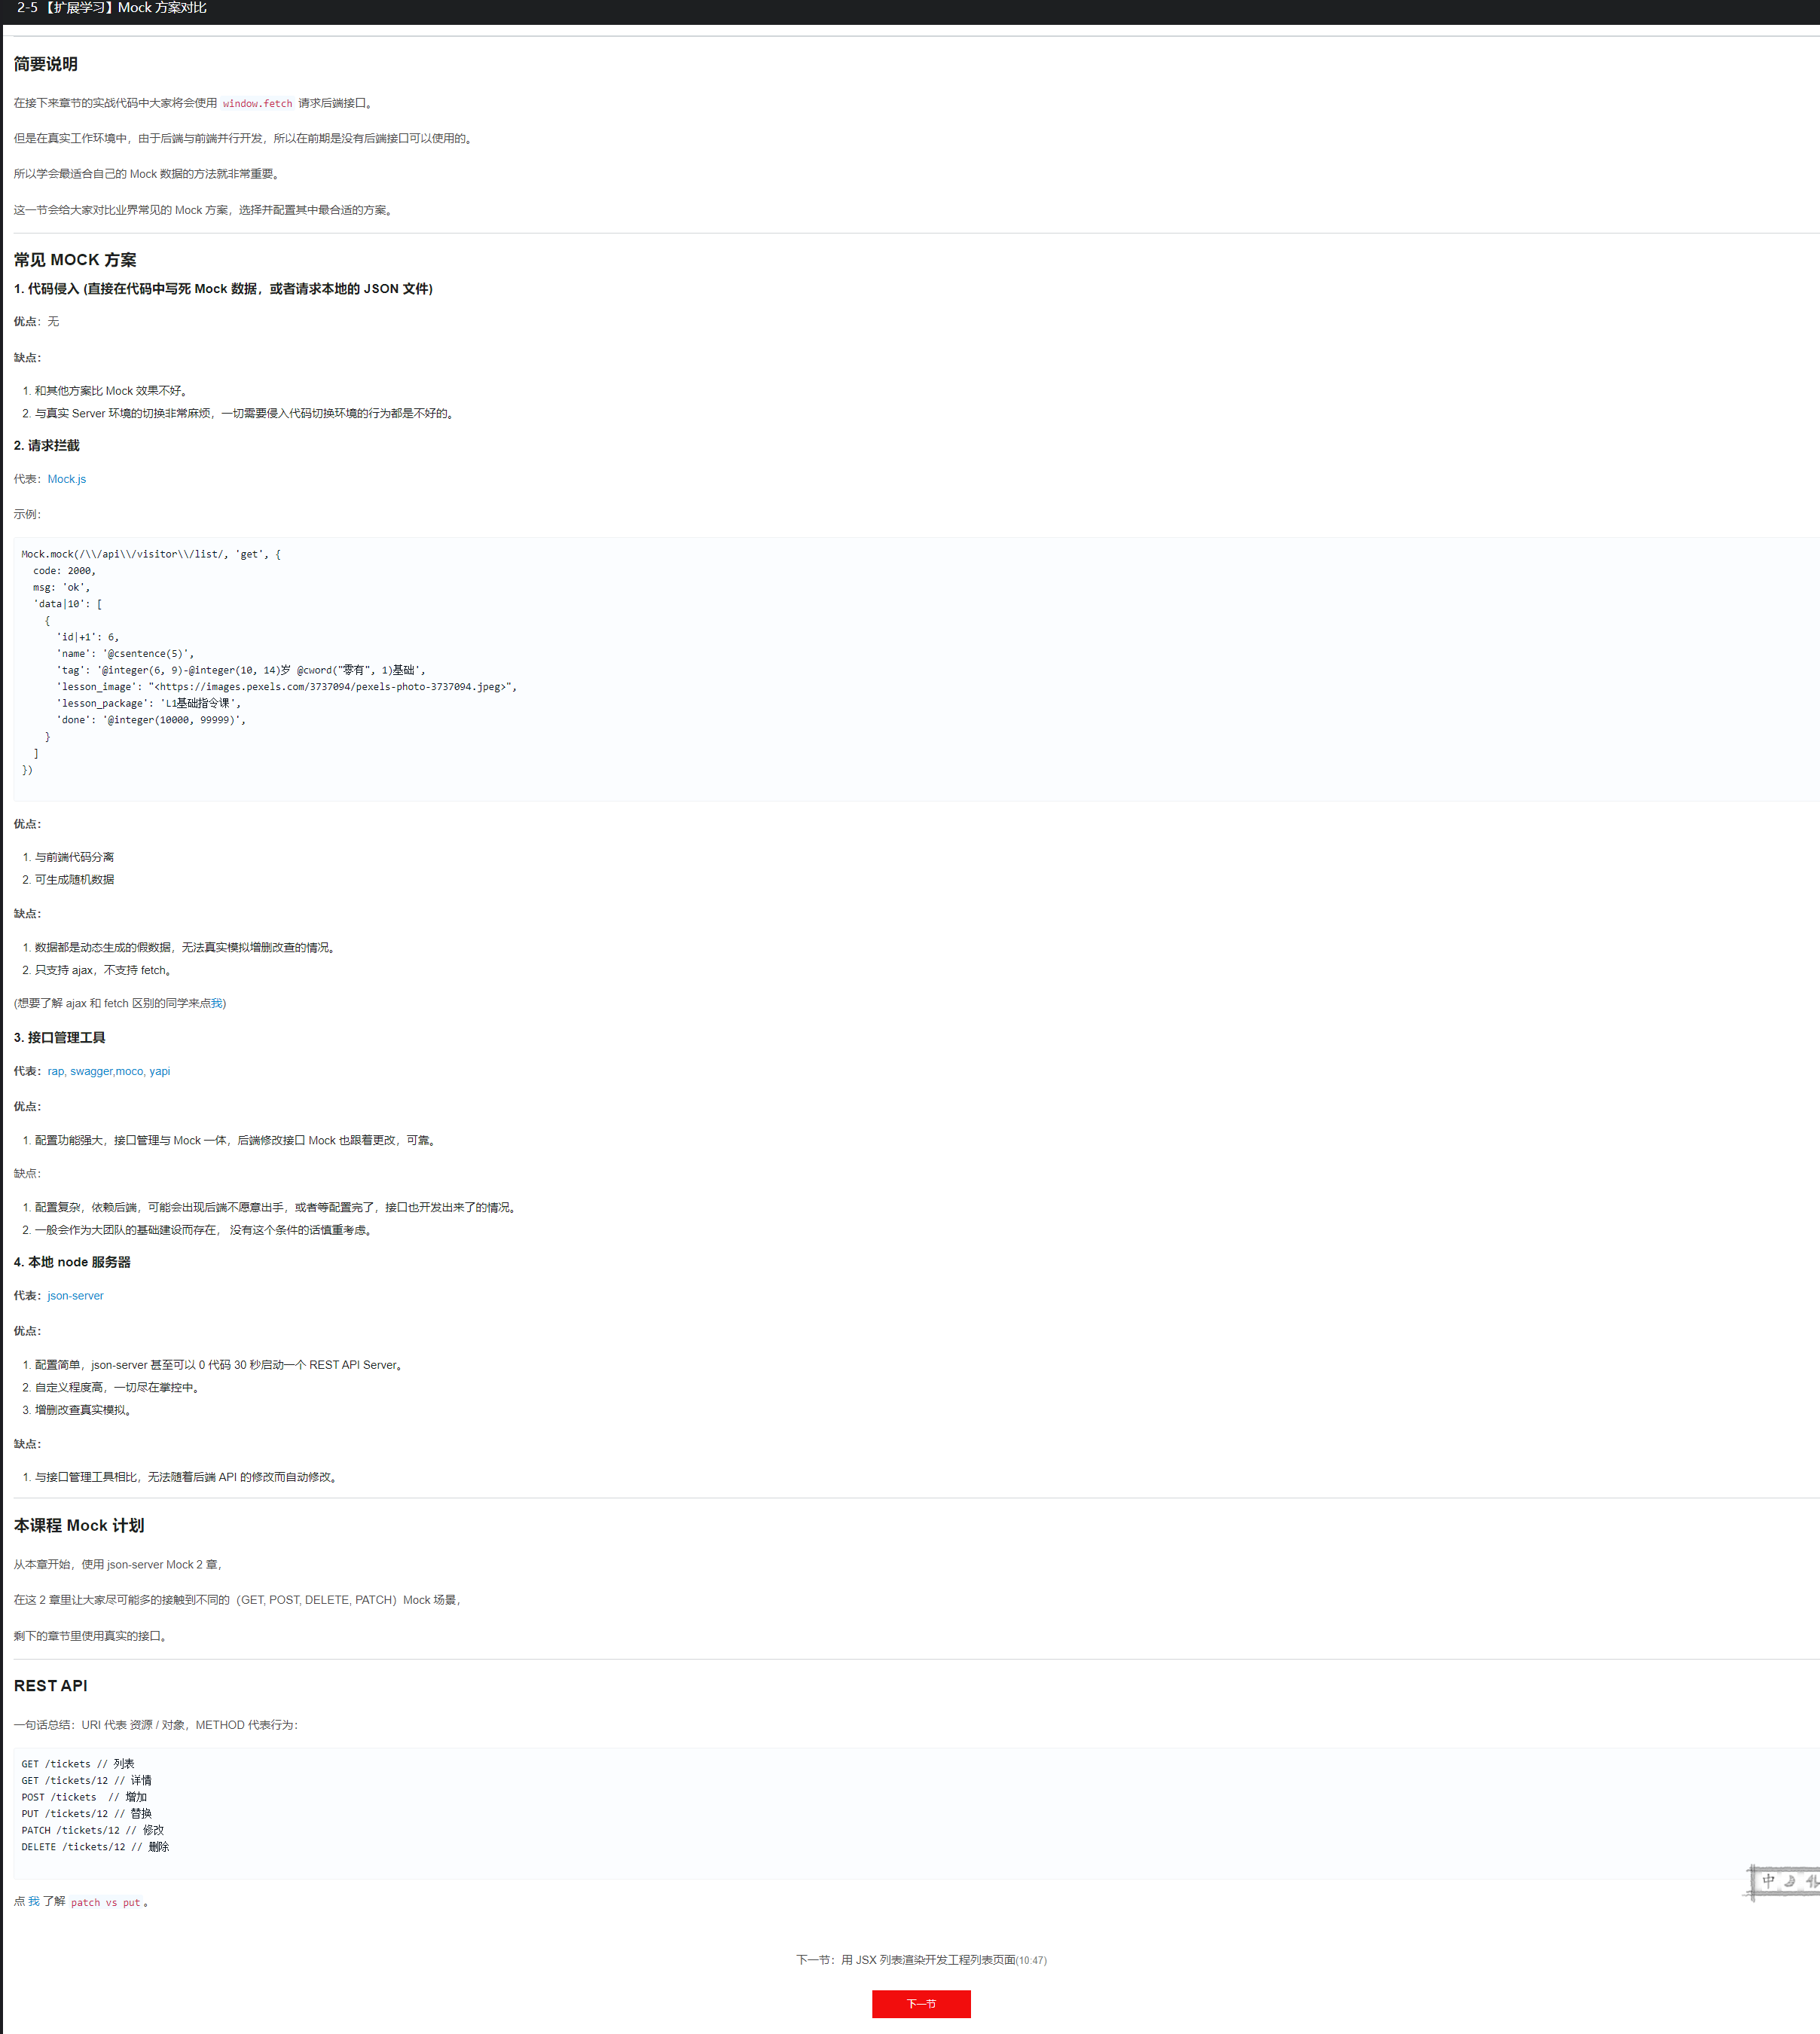 2-5 【扩展学习】Mock 方案对比
简要说明
在接下来章节的实战代码中大家将会使用 window.fetch 请求后端接口。
但是在真实工作环境中，由于后端与前端并行开发，所以在前期是没有后端接口可以使用的。
所以学会最适合自己的 Mock 数据的方法就非常重要。
这一节会给大家对比业界常见的 Mock 方案，选择并配置其中最合适的方案。
常见 MOCK 方案
1. 代码侵入 (直接在代码中写死 Mock 数据，或者请求本地的 JSON 文件)
优点：无
缺点：
1. 和其他方案比 Mock 效果不好。
2. 与真实 Server 环境的切换非常麻烦，一切需要侵入代码切换环境的行为都是不好的。
2. 请求拦截
代表：Mock.js
示例：
Mock.mock(/\\/api\\/visitor\\/list/, 'get', {
code: 2000,
msg: 'ok',
'data|10': [
{
'id|+1': 6,
'name': '@csentence(5)',
'tag': '@integer(6, 9)-@integer(10, 14)岁 @cword("零有", 1)基础',
'lesson_image': "<https://images.pexels.com/3737094/pexels-photo-3737094.jpeg>",
'lesson_package': 'L1基础指令课',
'done': '@integer(10000, 99999)',
}
]
})
优点：
1. 与前端代码分离
2. 可生成随机数据
缺点：
1. 数据都是动态生成的假数据，无法真实模拟增删改查的情况。
2. 只支持 ajax，不支持 fetch。
(想要了解 ajax 和 fetch 区别的同学来点我)
3. 接口管理工具
代表：rap, swagger,moco, yapi
优点：
1. 配置功能强大，接口管理与 Mock 一体，后端修改接口 Mock 也跟着更改，可靠。
缺点：
1. 配置复杂，依赖后端，可能会出现后端不愿意出手，或者等配置完了，接口也开发出来了的情况。
2. 一般会作为大团队的基础建设而存在， 没有这个条件的话慎重考虑。
4. 本地 node 服务器
代表：json-server
优点：
1. 配置简单，json-server 甚至可以 0 代码 30 秒启动一个 REST API Server。
2. 自定义程度高，一切尽在掌控中。
3. 增删改查真实模拟。
缺点：
1. 与接口管理工具相比，无法随着后端 API 的修改而自动修改。
本课程 Mock 计划
从本章开始，使用 json-server Mock 2 章，
在这 2 章里让大家尽可能多的接触到不同的（GET, POST, DELETE, PATCH）Mock 场景，
剩下的章节里使用真实的接口。
REST API
一句话总结：URI 代表 资源 / 对象，METHOD 代表行为：
GET /tickets // 列表
GET /tickets/12 // 详情
POST /tickets  // 增加
PUT /tickets/12 // 替换
PATCH /tickets/12 // 修改
DELETE /tickets/12 // 删除
中
点 我 了解 patch vs put 。
下一节：用 JSX 列表渲染开发工程列表页面(10:47)
下一节